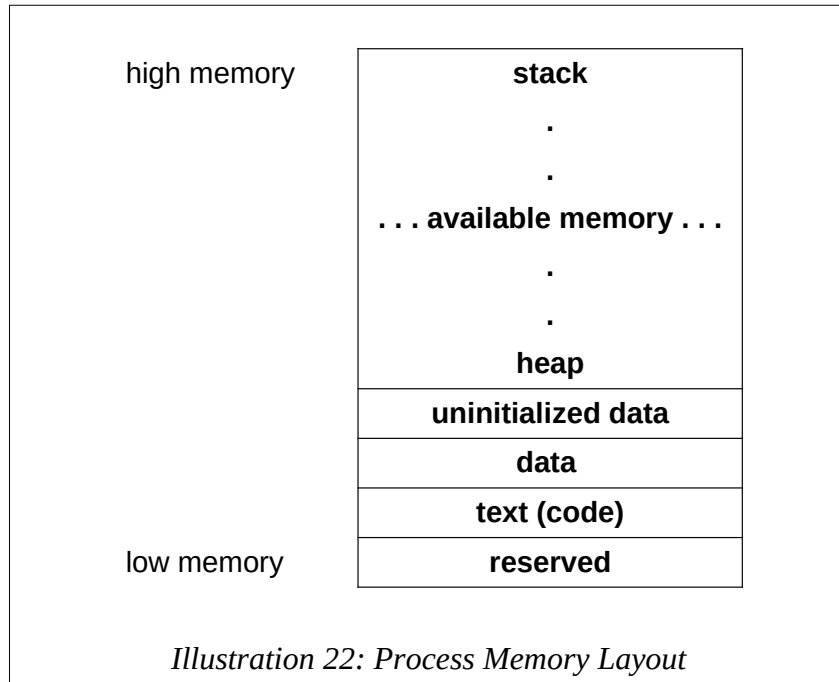 high memory stack
.
.
. . . available memory . . .
.
.
heap
uninitialized data
data
text (code)
low memory reserved
Illustration 22: Process Memory Layout